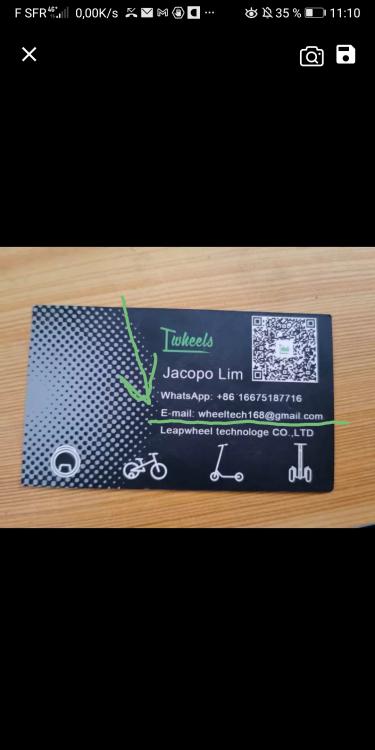 F SFR 4G+ 0,00K/s ... 35 % 11:10
Iwheels
Jacopo Lim
WhatsApp: +86 16675187716
E-mail: wheeltech168@gmail.com
Leapwheel technologe CO.,LTD